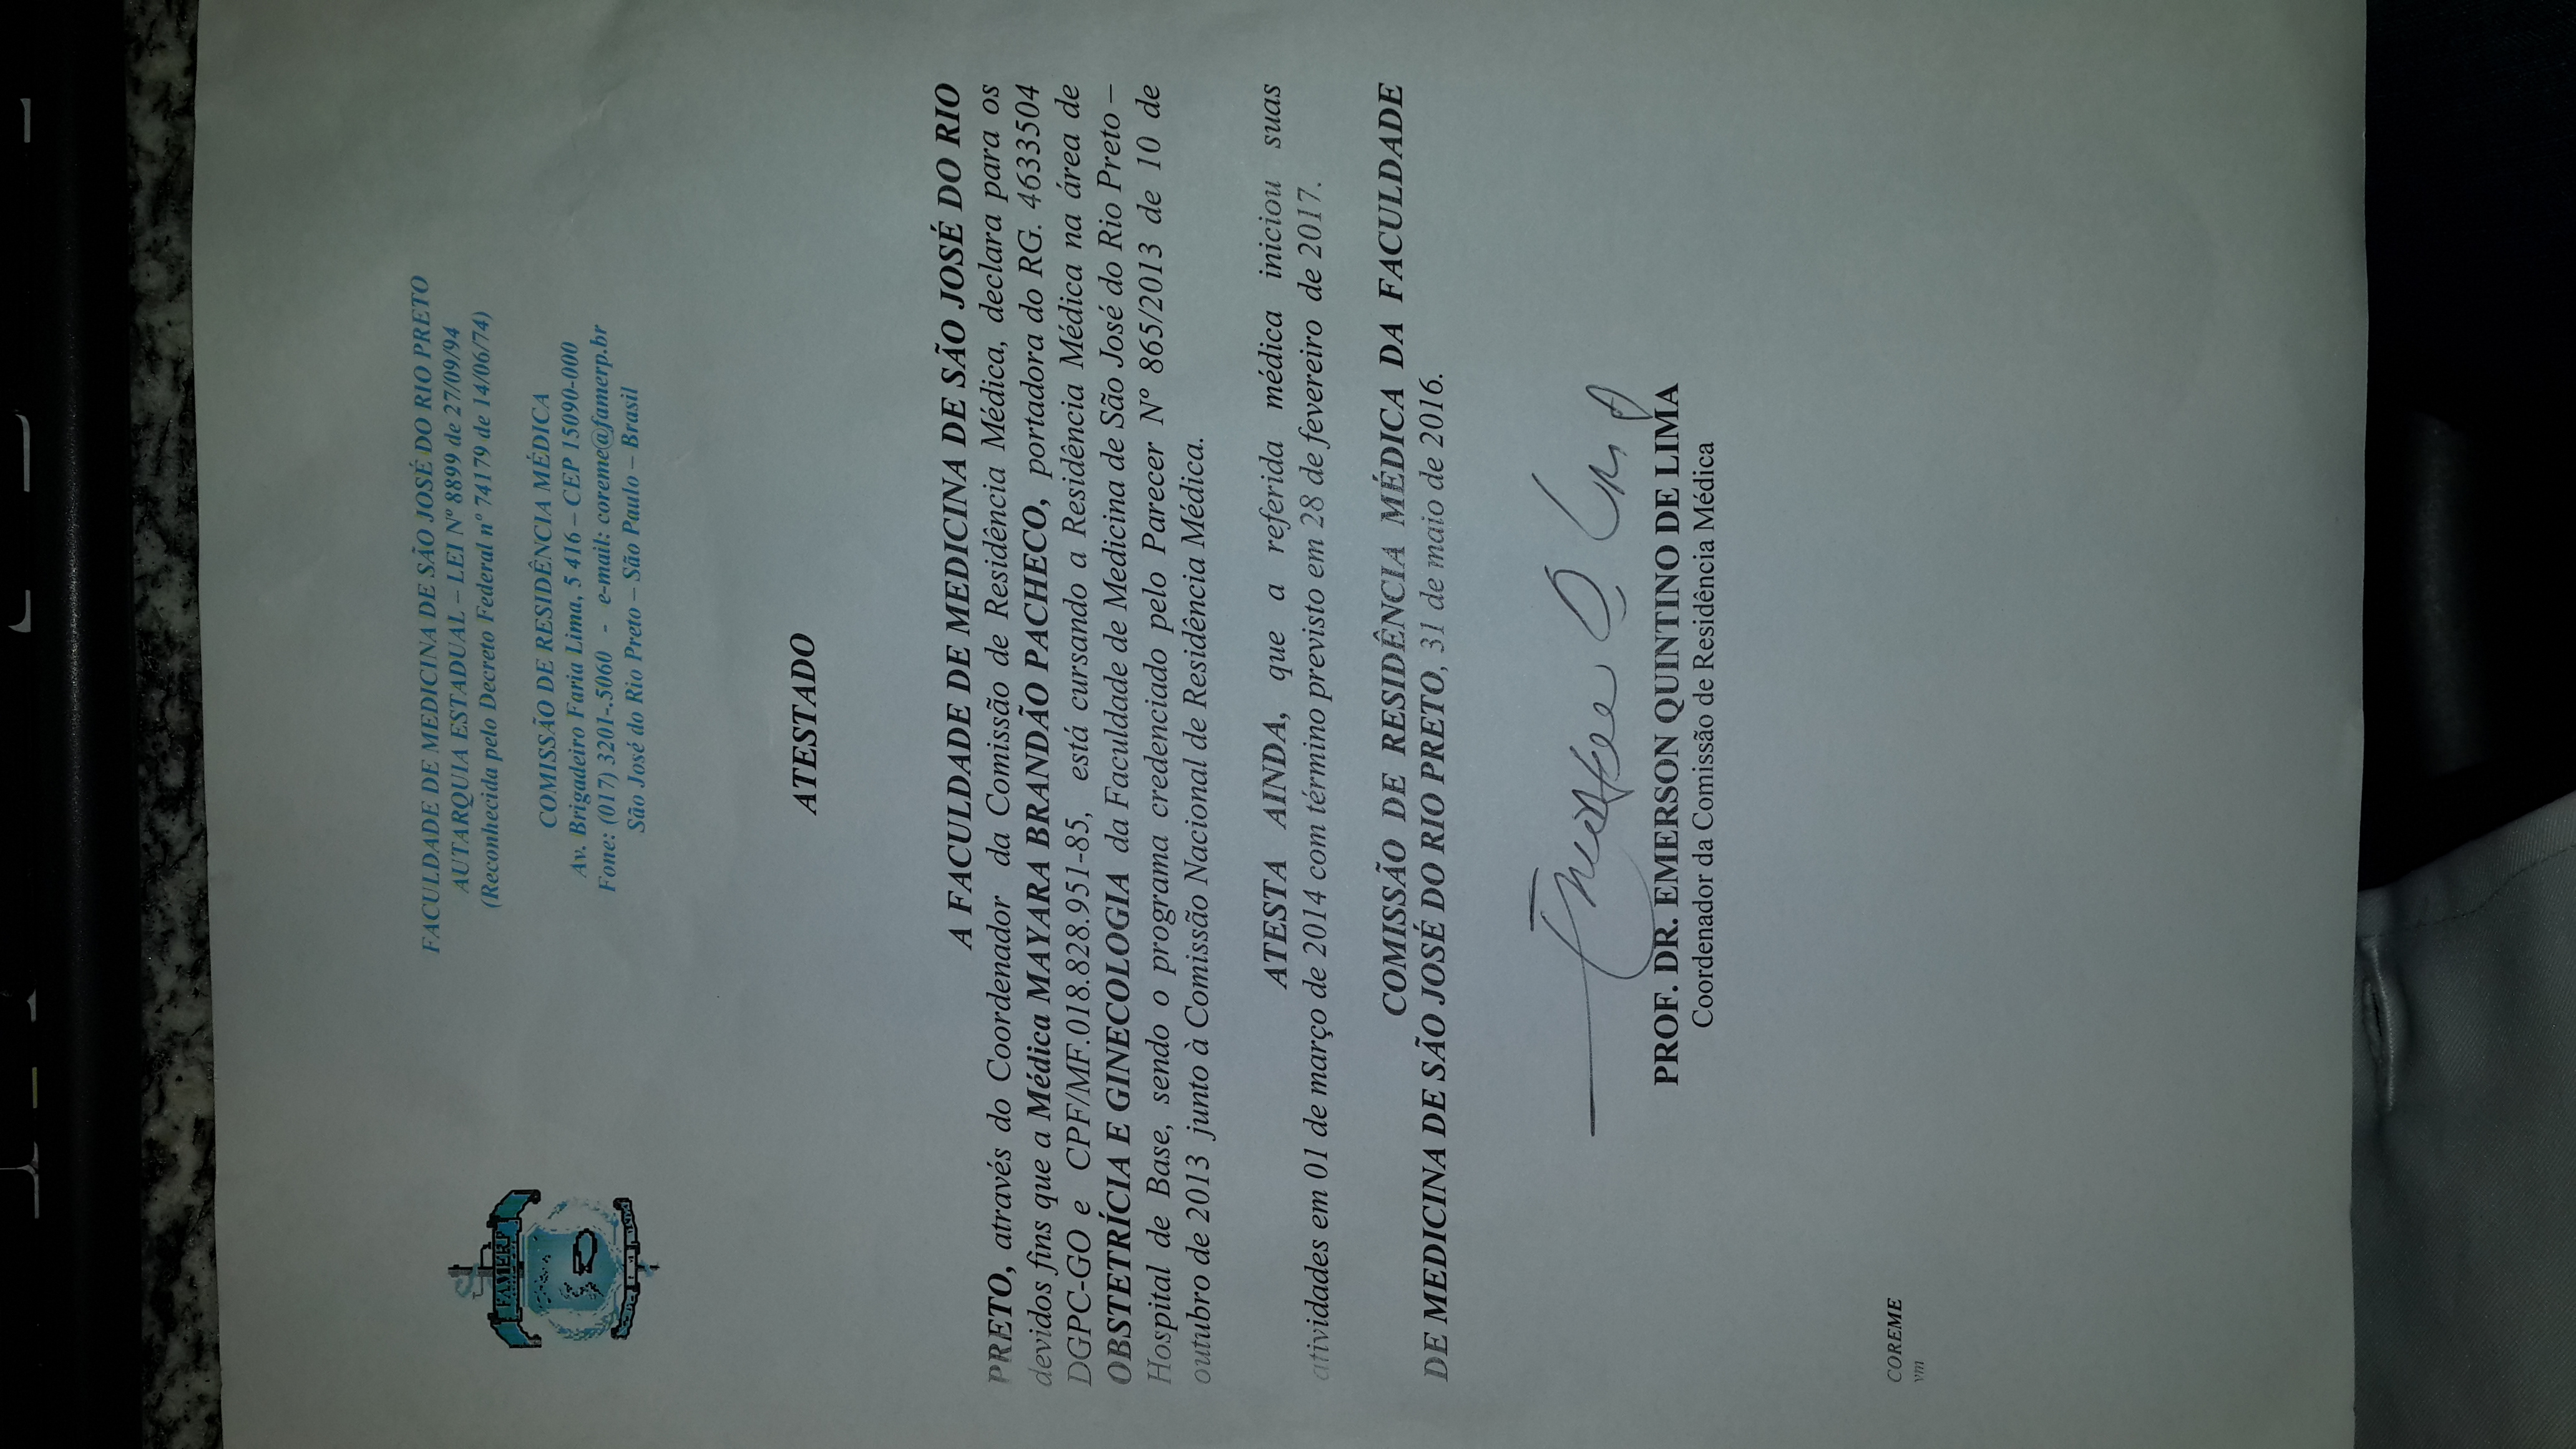 FAMERP
FACULDADE DE MEDICINA DE SÃO JOSÉ DO RIO PRETO
AUTARQUIA ESTADUAL – LEI Nº 8899 de 27/09/94
(Reconhecida pelo Decreto Federal nº 74179 de 14/06/74)
COMISSÃO DE RESIDÊNCIA MÉDICA
Av. Brigadeiro Faria Lima, 5 416 – CEP 15090-000
Fone: (017) 3201-.5060 - e-mail: coreme@famerp.br
São José do Rio Preto – São Paulo – Brasil
ATESTADO
A FACULDADE DE MEDICINA DE SÃO JOSÉ DO RIO
PRETO, através do Coordenador da Comissão de Residência Médica, declara para os
devidos fins que a Médica MAYARA BRANDÃO PACHECO, portadora do RG. 4633504
DGPC-GO e CPF/MF.018.828.951-85, está cursando a Residência Médica na área de
OBSTETRÍCIA E GINECOLOGIA da Faculdade de Medicina de São José do Rio Preto –
Hospital de Base, sendo o programa credenciado pelo Parecer Nº 865/2013 de 10 de
outubro de 2013 junto à Comissão Nacional de Residência Médica.
ATESTA AINDA, que a referida médica iniciou suas
atividades em 01 de março de 2014 com término previsto em 28 de fevereiro de 2017.
COMISSÃO DE RESIDÊNCIA MÉDICA DA FACULDADE
DE MEDICINA DE SÃO JOSÉ DO RIO PRETO, 31 de maio de 2016.
PROF. DR. EMERSON QUINTINO DE LIMA
Coordenador da Comissão de Residência Médica
COREME
vm